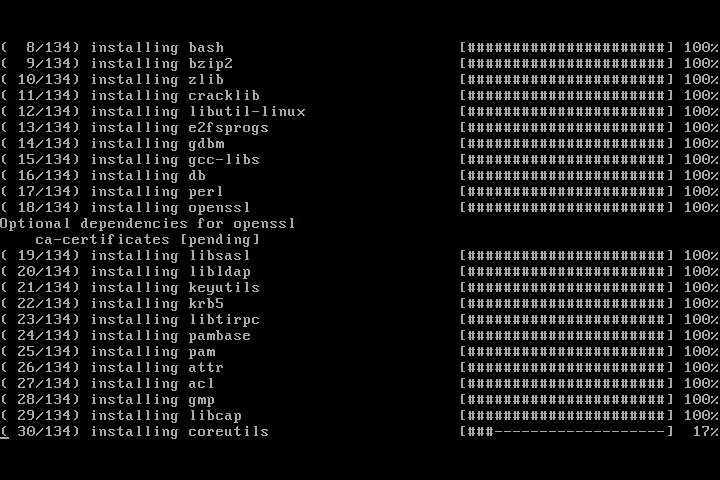 (  8/134) installing bash                             [######################] 100%
(  9/134) installing bzip2                            [######################] 100%
( 10/134) installing zlib                             [######################] 100%
( 11/134) installing cracklib                         [######################] 100%
( 12/134) installing libutil-linux                    [######################] 100%
( 13/134) installing e2fsprogs                        [######################] 100%
( 14/134) installing gdbm                             [######################] 100%
( 15/134) installing gcc-libs                         [######################] 100%
( 16/134) installing db                               [######################] 100%
( 17/134) installing perl                             [######################] 100%
( 18/134) installing openssl                          [######################] 100%
Optional dependencies for openssl
    ca-certificates [pending]
( 19/134) installing libsasl                          [######################] 100%
( 20/134) installing libldap                          [######################] 100%
( 21/134) installing keyutils                         [######################] 100%
( 22/134) installing krb5                             [######################] 100%
( 23/134) installing libtirpc                         [######################] 100%
( 24/134) installing pambase                          [######################] 100%
( 25/134) installing pam                              [######################] 100%
( 26/134) installing attr                             [######################] 100%
( 27/134) installing acl                              [######################] 100%
( 28/134) installing gmp                              [######################] 100%
( 29/134) installing libcap                           [######################] 100%
( 30/134) installing coreutils                        [###-------------------]  17%